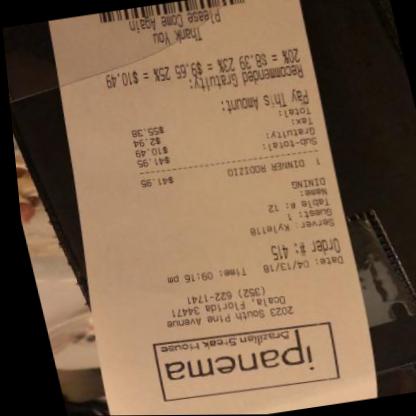 ipanema
Brazilian Steak House
2023 South Pine Avenue
Ocala, Florida 34471
(352) 622-1741
Date: 04/13/18 Time: 09:16 pm
Order #: 415
Server: Kyle118
Guest: 1
Table #: 12
Name:
DINING
1 DINNER RODIZIO $41.95
Sub-total: $41.95
Gratuity: $10.49
Tax: $2.94
Total: $55.38
Pay This Amount:
Recommended Gratuity:
20% = $8.39 23% = $9.65 25% = $10.49
Thank You
Please Come Again